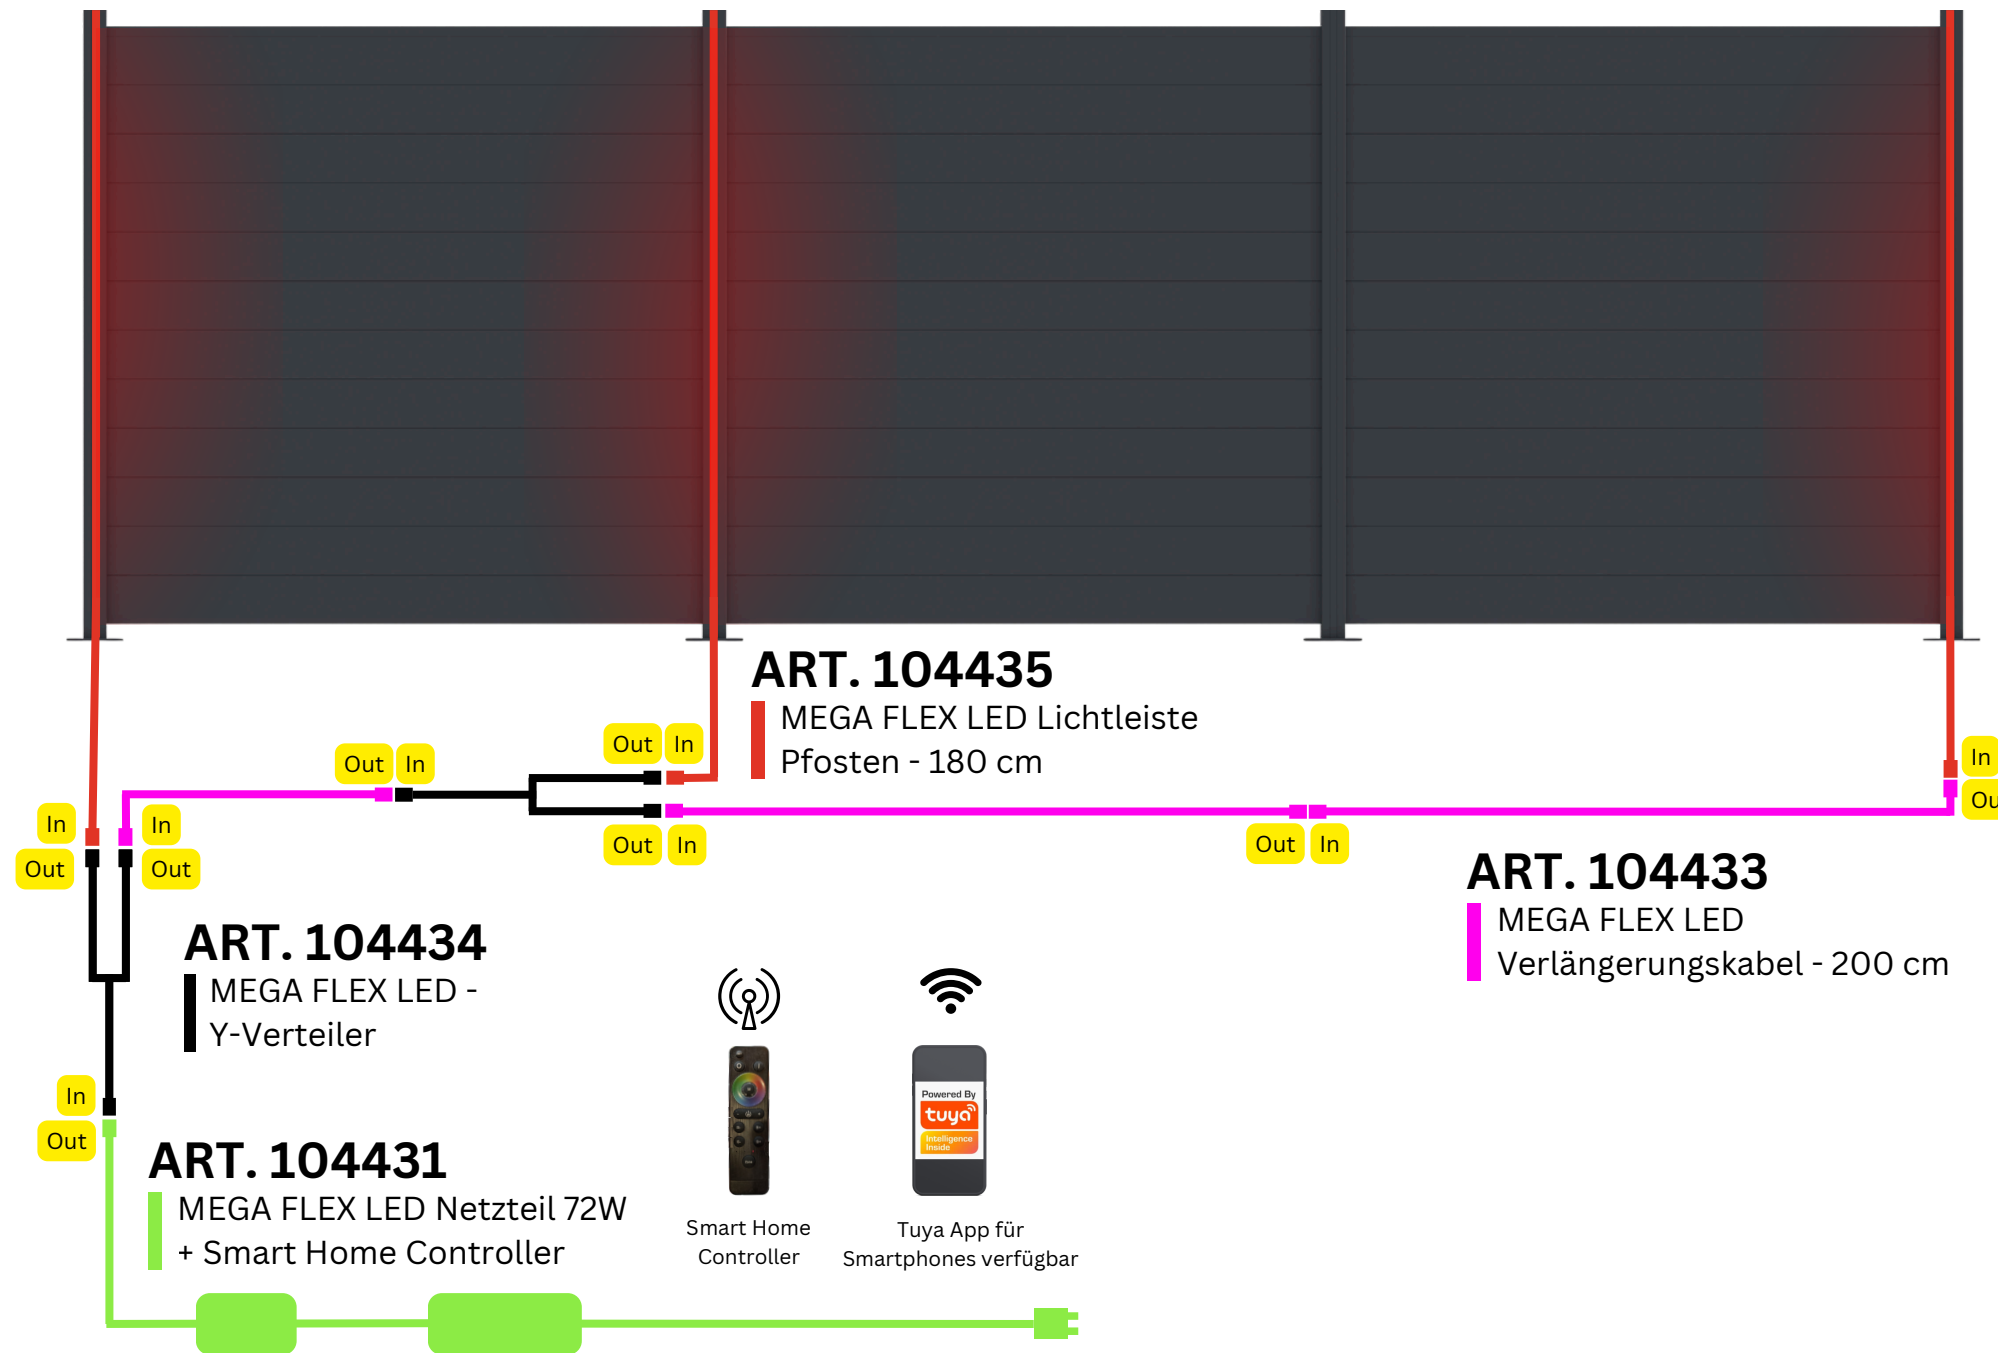 ART. 104435
MEGA FLEX LED Lichtleiste
Pfosten - 180 cm
Out In
Out In
In
Out
In
Out
In
Out
Out In
Out In
In
Ou
ART. 104433
MEGA FLEX LED
Verlängerungskabel - 200 cm
ART. 104434
MEGA FLEX LED -
Y-Verteiler
In
Out
ART. 104431
MEGA FLEX LED Netzteil 72W
+ Smart Home Controller
Smart Home
Controller
Powered By
tuya
Intelligence
Inside
Tuya App für
Smartphones verfügbar